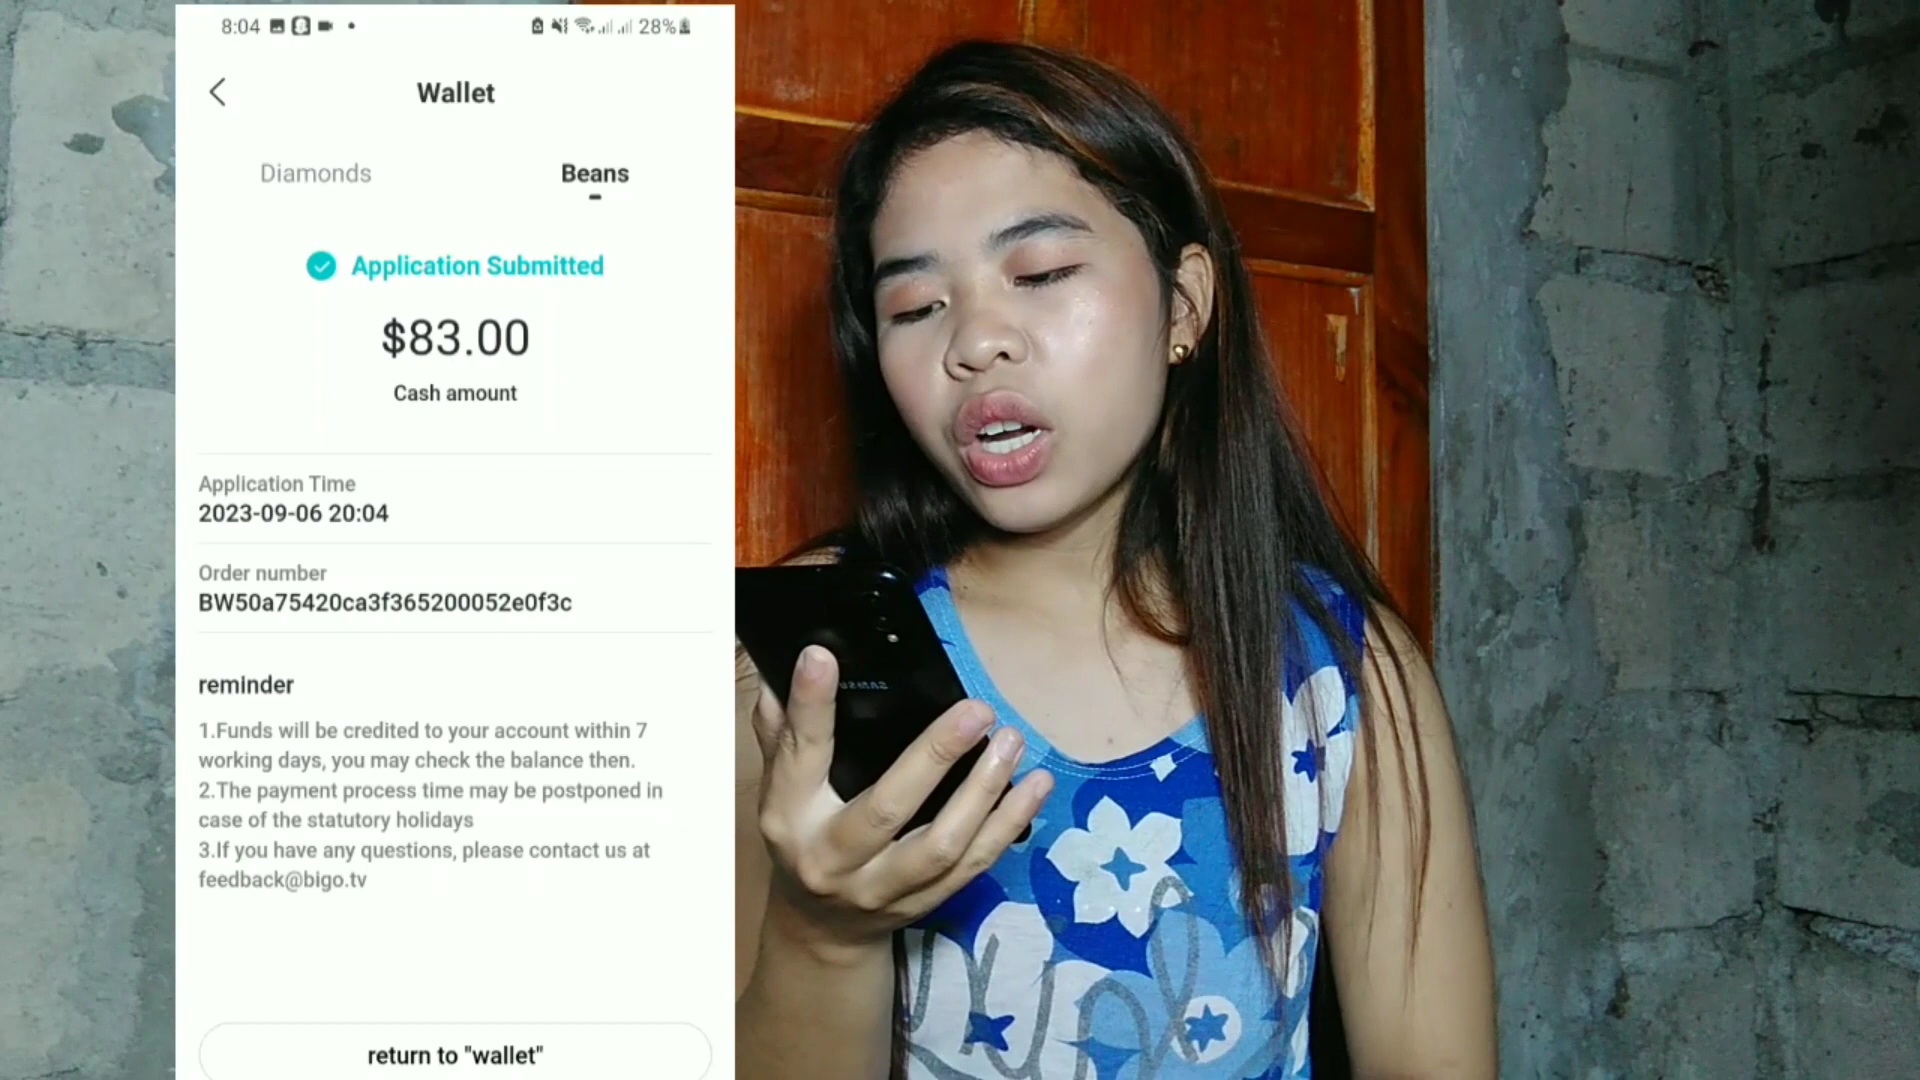 8:04
28%
Wallet
Diamonds
Beans
Application Submitted
$83.00
Cash amount
Application Time
2023-09-06 20:04
Order number
BW50a75420ca3f365200052e0f3c
reminder
1.Funds will be credited to your account within 7
working days, you may check the balance then.
2.The payment process time may be postponed in
case of the statutory holidays
3.If you have any questions, please contact us at
feedback@bigo.tv
return to "wallet"